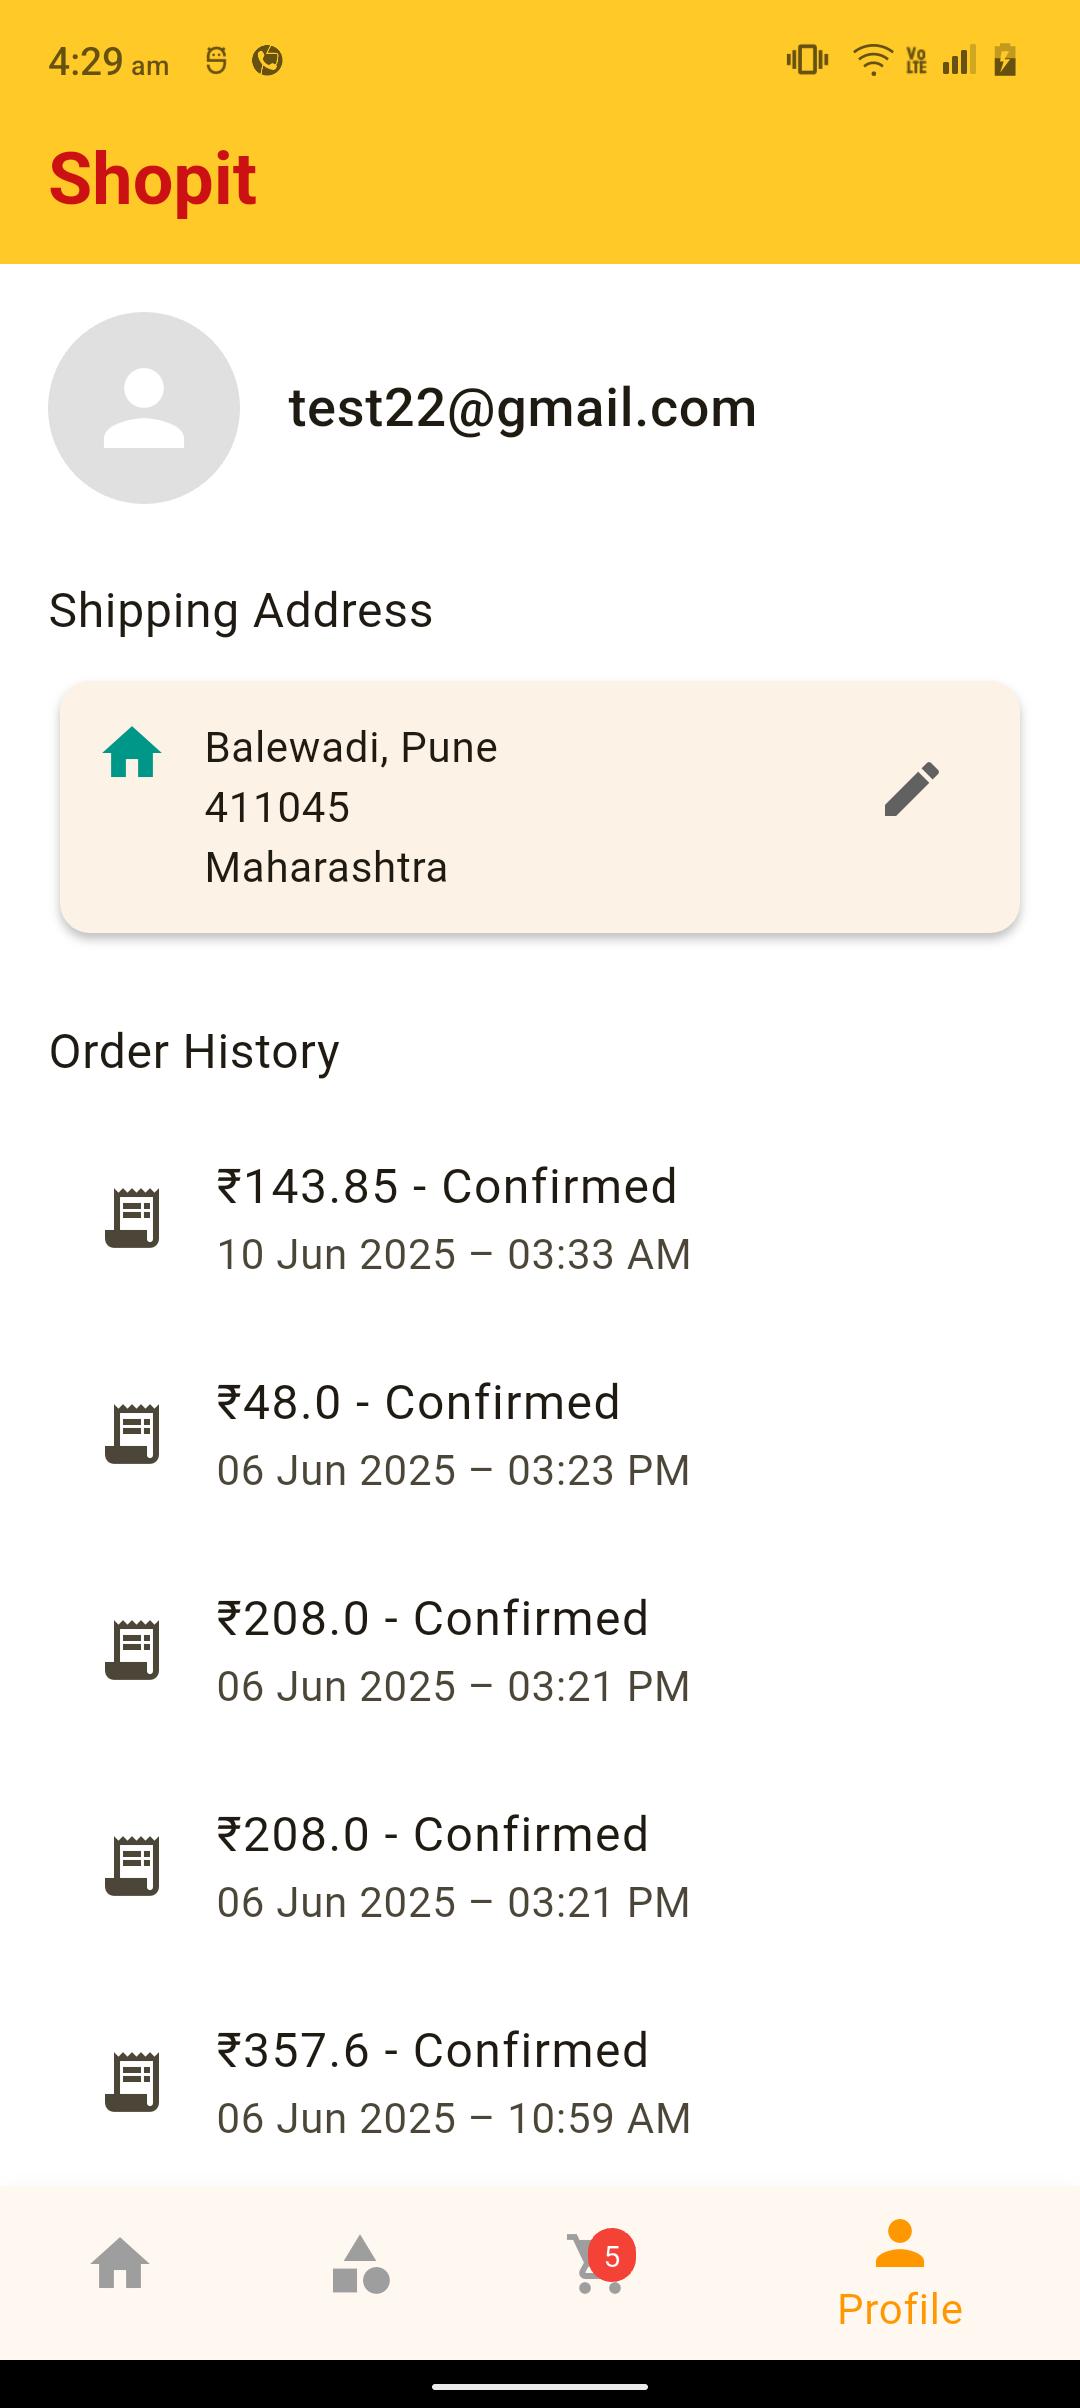 4:29 am
Vo
LTE
Shopit
test22@gmail.com
Shipping Address
Balewadi, Pune
411045
Maharashtra
Order History
₹143.85 - Confirmed
10 Jun 2025 – 03:33 AM
₹48.0 - Confirmed
06 Jun 2025 – 03:23 PM
₹208.0 - Confirmed
06 Jun 2025 – 03:21 PM
₹208.0 - Confirmed
06 Jun 2025 – 03:21 PM
₹357.6 - Confirmed
06 Jun 2025 – 10:59 AM
5
Profile